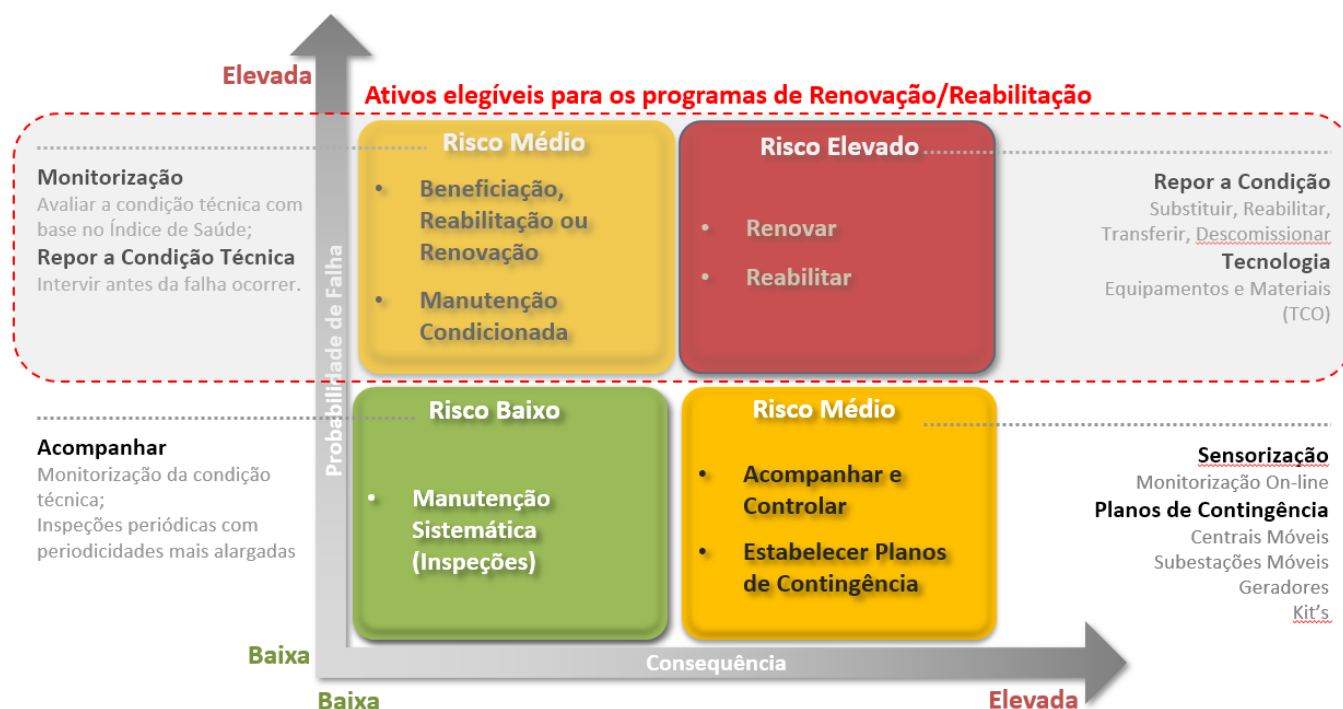 Elevada
Ativos elegíveis para os programas de Renovação/Reabilitação
Monitorização
Avaliar a condição técnica com
base no Índice de Saúde;
Repor a Condição Técnica
Intervir antes da falha ocorrer.
Probabilidade de Falha
Risco Médio
• Beneficiação,
Reabilitação ou
Renovação
• Manutenção
Condicionada
Risco Elevado
• Renovar
• Reabilitar
Repor a Condição
Substituir, Reabilitar,
Transferir, Descomissionar
Tecnologia
Equipamentos e Materiais
(TCO)
Acompanhar
Monitorização da condição
técnica;
Inspeções periódicas com
periodicidades mais alargadas
Risco Baixo
• Manutenção
Sistemática
(Inspeções)
Risco Médio
• Acompanhar e
Controlar
• Estabelecer Planos
de Contingência
Sensorização
Monitorização On-line
Planos de Contingência
Centrais Móveis
Subestações Móveis
Geradores
Kit's
Baixa
Consequência
Baixa
Elevada